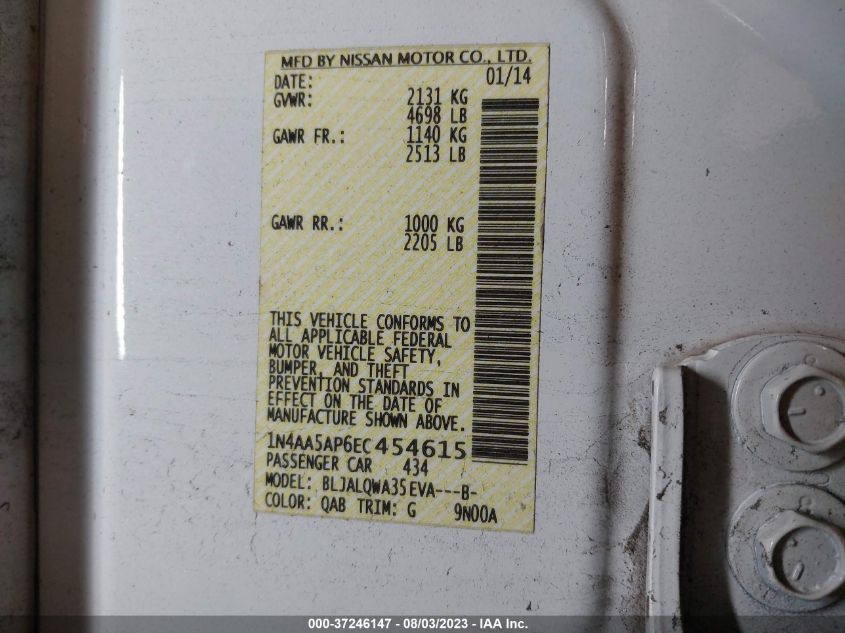 MFD BY NISSAN MOTOR CO., LTD.
DATE: 01/14
GVWR: 2131 KG
4698 LB
GAWR FR.: 1140 KG
2513 LB
GAWR RR.: 1000 KG
2205 LB
THIS VEHICLE CONFORMS TO
ALL APPLICABLE FEDERAL
MOTOR VEHICLE SAFETY,
BUMPER, AND THEFT
PREVENTION STANDARDS IN
EFFECT ON THE DATE OF
MANUFACTURE SHOWN ABOVE.
1N4AA5AP6EC454615
PASSENGER CAR 434
MODEL: BLJALQWA35EVA---B-
COLOR: QAB TRIM: G 9N00A
000-37246147 - 08/03/2023 - IAA Inc.